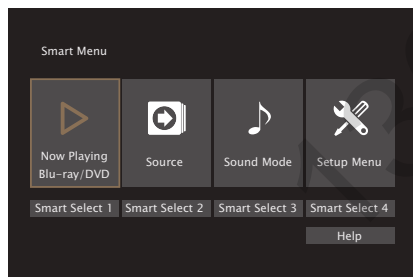 Smart Menu
Now Playing
Blu-ray/DVD
Source
Sound Mode
Setup Menu
Smart Select 1
Smart Select 2
Smart Select 3
Smart Select 4
Help